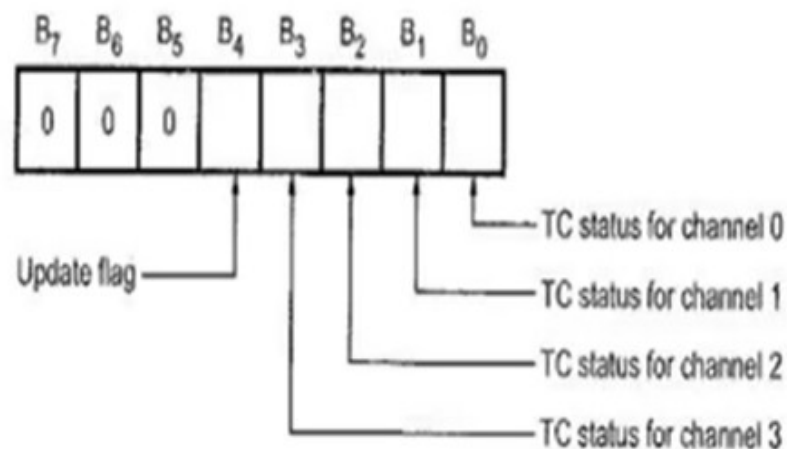 B₇ B₆ B₅ B₄ B₃ B₂ B₁ B₀
0 0 0
TC status for channel 0
Update flag
TC status for channel 1
TC status for channel 2
TC status for channel 3